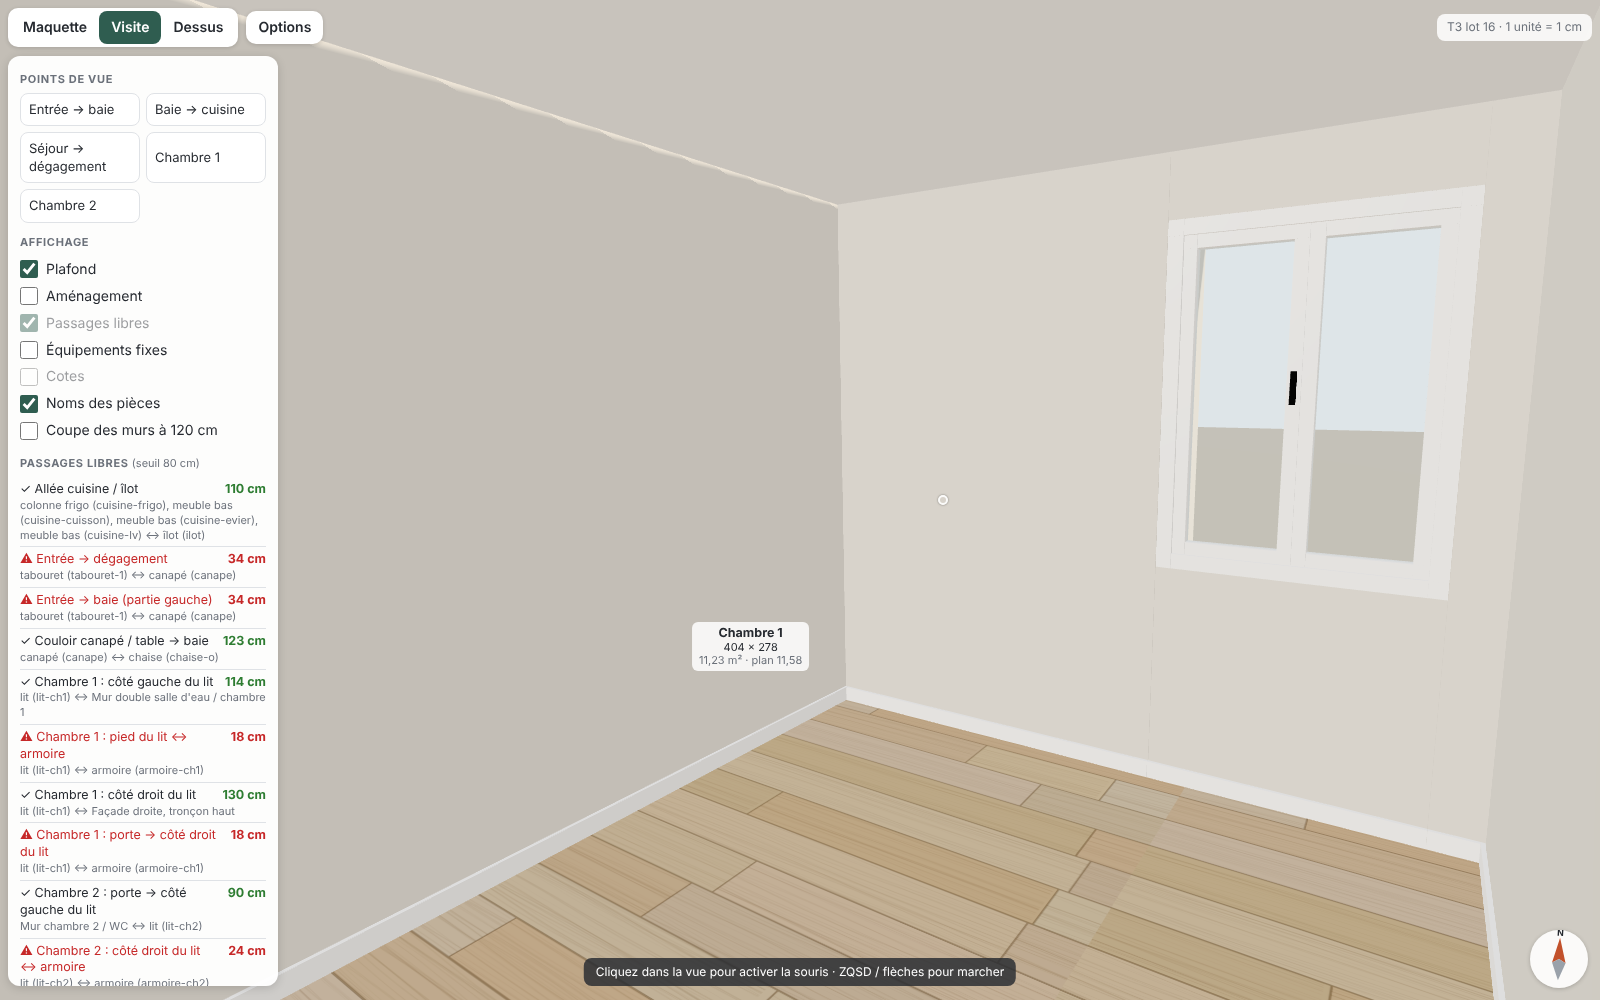 Maquette
Visite
Dessus
Options
T3 lot 16 · 1 unité = 1 cm
POINTS DE VUE
Entrée → baie
Baie → cuisine
Séjour →
dégagement
Chambre 1
Chambre 2
AFFICHAGE
Plafond
Aménagement
Passages libres
Équipements fixes
Cotes
Noms des pièces
Coupe des murs à 120 cm
PASSAGES LIBRES (seuil 80 cm)
✓ Allée cuisine / îlot 110 cm
colonne frigo (cuisine-frigo), meuble bas
(cuisine-cuisson), meuble bas (cuisine-evier),
meuble bas (cuisine-lv) ↔ îlot (ilot)
⚠ Entrée → dégagement 34 cm
tabouret (tabouret-1) ↔ canapé (canape)
⚠ Entrée → baie (partie gauche) 34 cm
tabouret (tabouret-1) ↔ canapé (canape)
✓ Couloir canapé / table → baie 123 cm
canapé (canape) ↔ chaise (chaise-o)
✓ Chambre 1 : côté gauche du lit 114 cm
lit (lit-ch1) ↔ Mur double salle d'eau / chambre
1
⚠ Chambre 1 : pied du lit ↔ 18 cm
armoire
lit (lit-ch1) ↔ armoire (armoire-ch1)
✓ Chambre 1 : côté droit du lit 130 cm
lit (lit-ch1) ↔ Façade droite, tronçon haut
⚠ Chambre 1 : porte → côté droit 18 cm
du lit
lit (lit-ch1) ↔ armoire (armoire-ch1)
✓ Chambre 2 : porte → côté 90 cm
gauche du lit
Mur chambre 2 / WC ↔ lit (lit-ch2)
⚠ Chambre 2 : côté droit du lit 24 cm
↔ armoire
lit (lit-ch2) ↔ armoire (armoire-ch2)
Chambre 1
404 × 278
11,23 m² · plan 11,58
Cliquez dans la vue pour activer la souris · ZQSD / flèches pour marcher
N